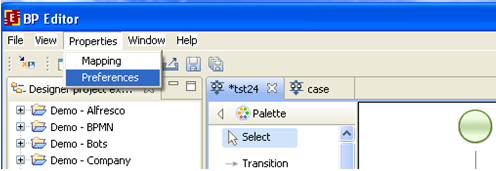 BP Editor
File View Properties Window Help
Mapping
Preferences
Designer project ex...
*tst24 case
Demo - Alfresco
Demo - BPMN
Demo - Bots
Demo - Company
Palette
Select
Transition